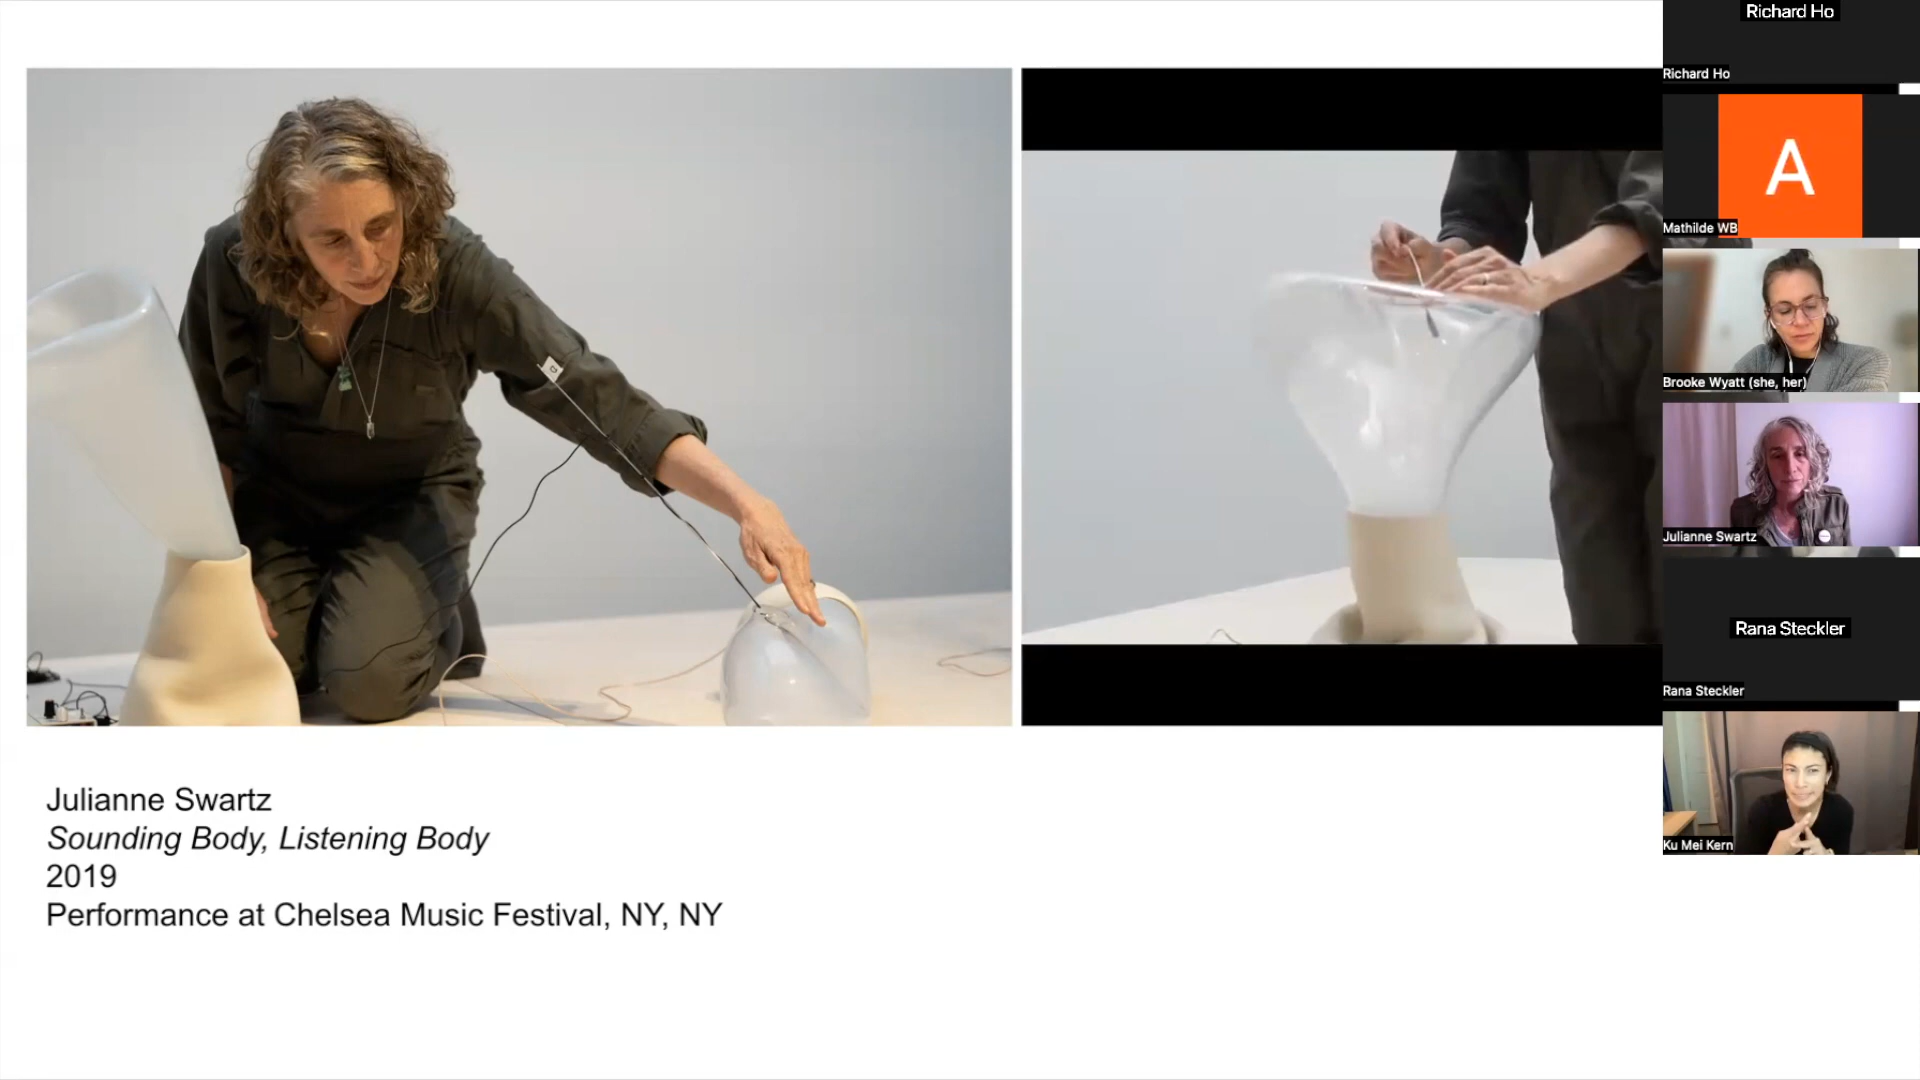 Julianne Swartz
Sounding Body, Listening Body
2019
Performance at Chelsea Music Festival, NY, NY
Richard Ho
Richard Ho
A
Mathilde WB
Brooke Wyatt (she, her)
Julianne Swartz
Rana Steckler
Rana Steckler
Ku Mei Kern